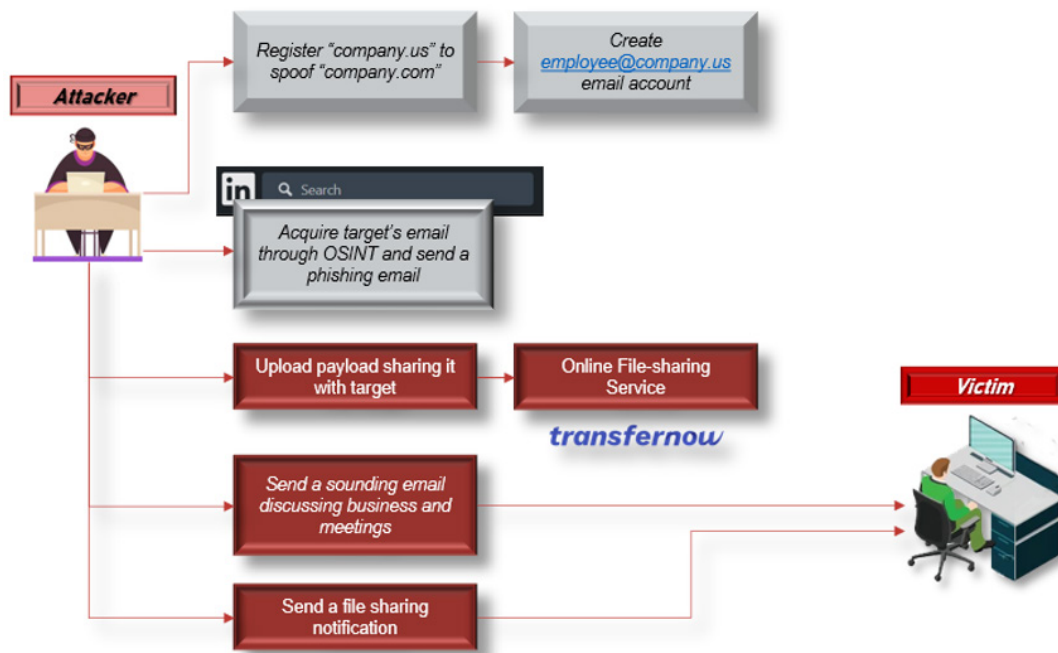 Register “company.us” to
spoof “company.com”
Create
employee@company.us
email account
Attacker
in
Search
Acquire target's email
through OSINT and send a
phishing email
Upload payload sharing it
with target
Online File-sharing
Service
transfernow
Victim
Send a sounding email
discussing business and
meetings
Send a file sharing
notification